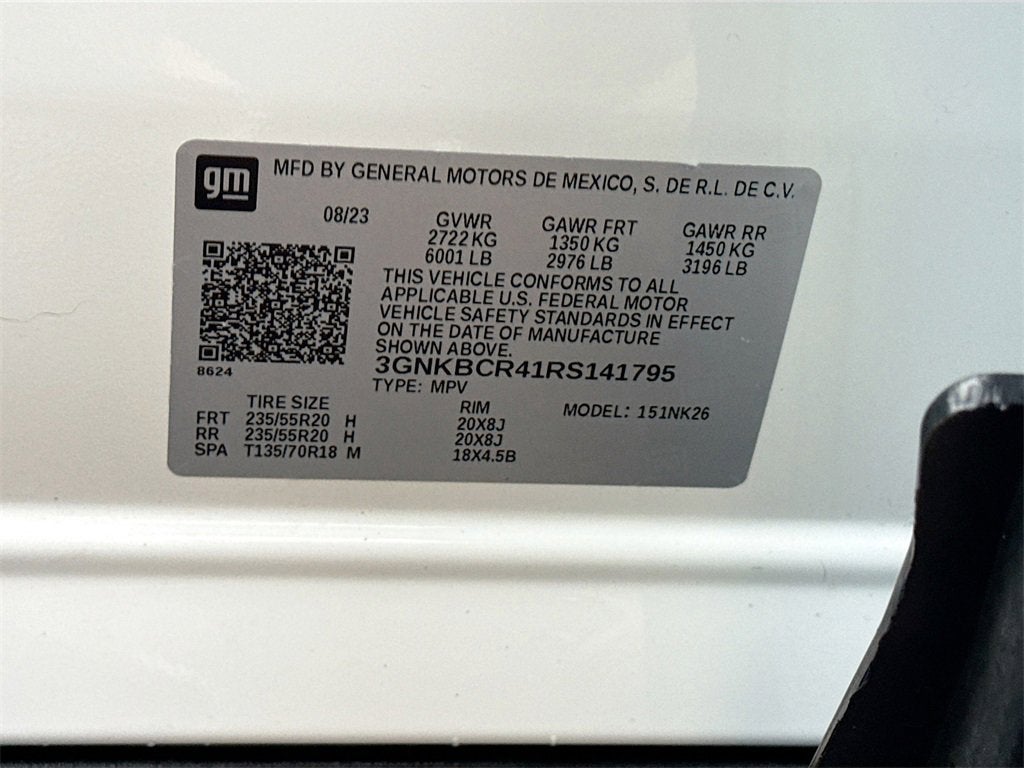 gm
MFD BY GENERAL MOTORS DE MEXICO, S. DE R.L. DE C.V.
08/23
GVWR GAWR FRT GAWR RR
2722 KG 1350 KG 1450 KG
6001 LB 2976 LB 3196 LB
THIS VEHICLE CONFORMS TO ALL
APPLICABLE U.S. FEDERAL MOTOR
VEHICLE SAFETY STANDARDS IN EFFECT
ON THE DATE OF MANUFACTURE
SHOWN ABOVE.
8624
3GNKBCR41RS141795
TYPE: MPV
TIRE SIZE RIM MODEL: 151NK26
FRT 235/55R20 H 20X8J
RR 235/55R20 H 20X8J
SPA T135/70R18 M 18X4.5B